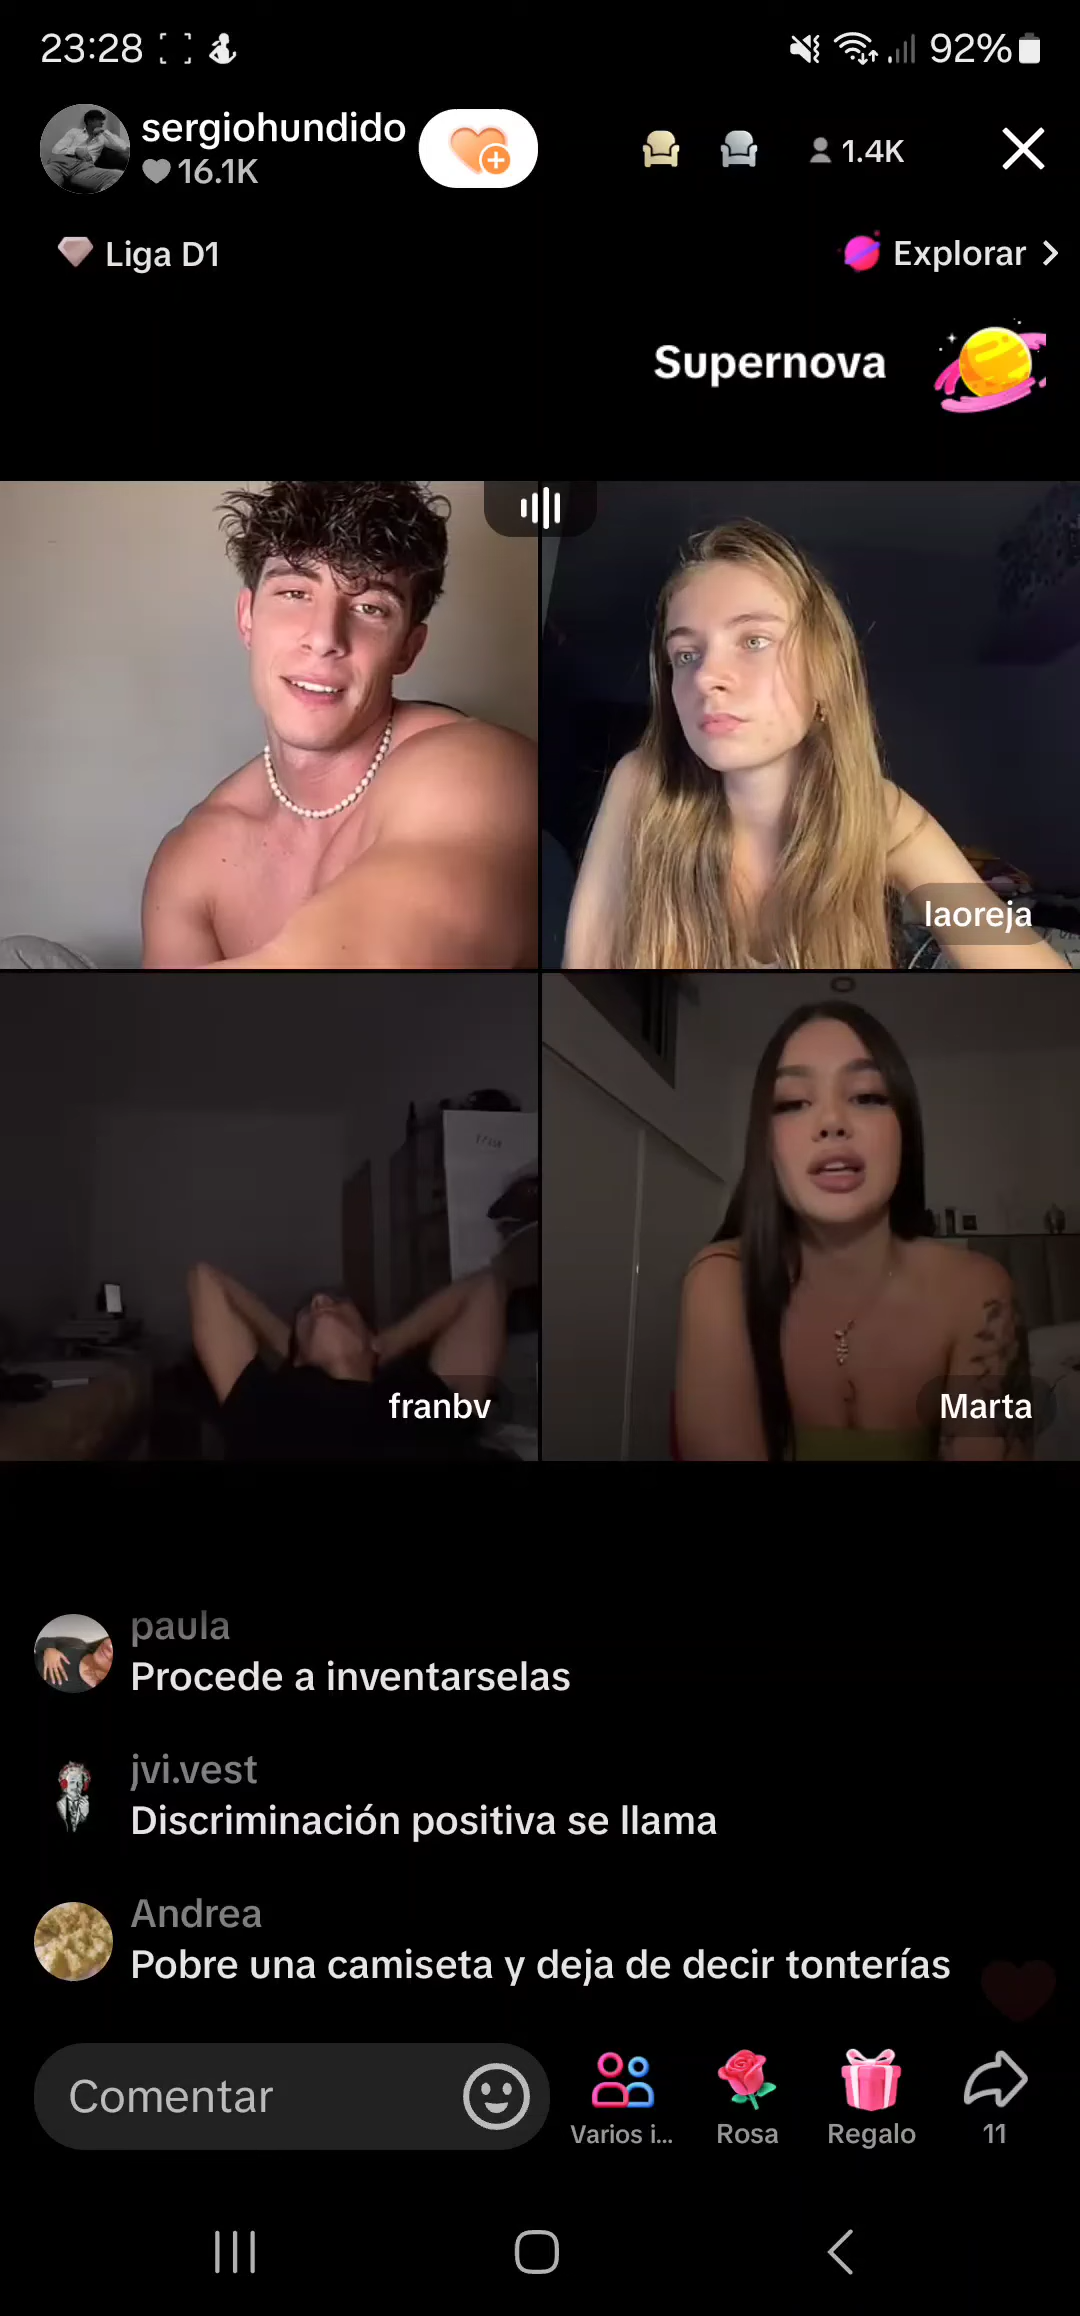 23:28
92%
sergiohundido
16.1K
1.4K
Liga D1
Explorar
Supernova
laoreja
franbv
Marta
paula
Procede a inventarselas
jvi.vest
Discriminación positiva se llama
Andrea
Pobre una camiseta y deja de decir tonterías
Comentar
Varios i...
Rosa
Regalo
11